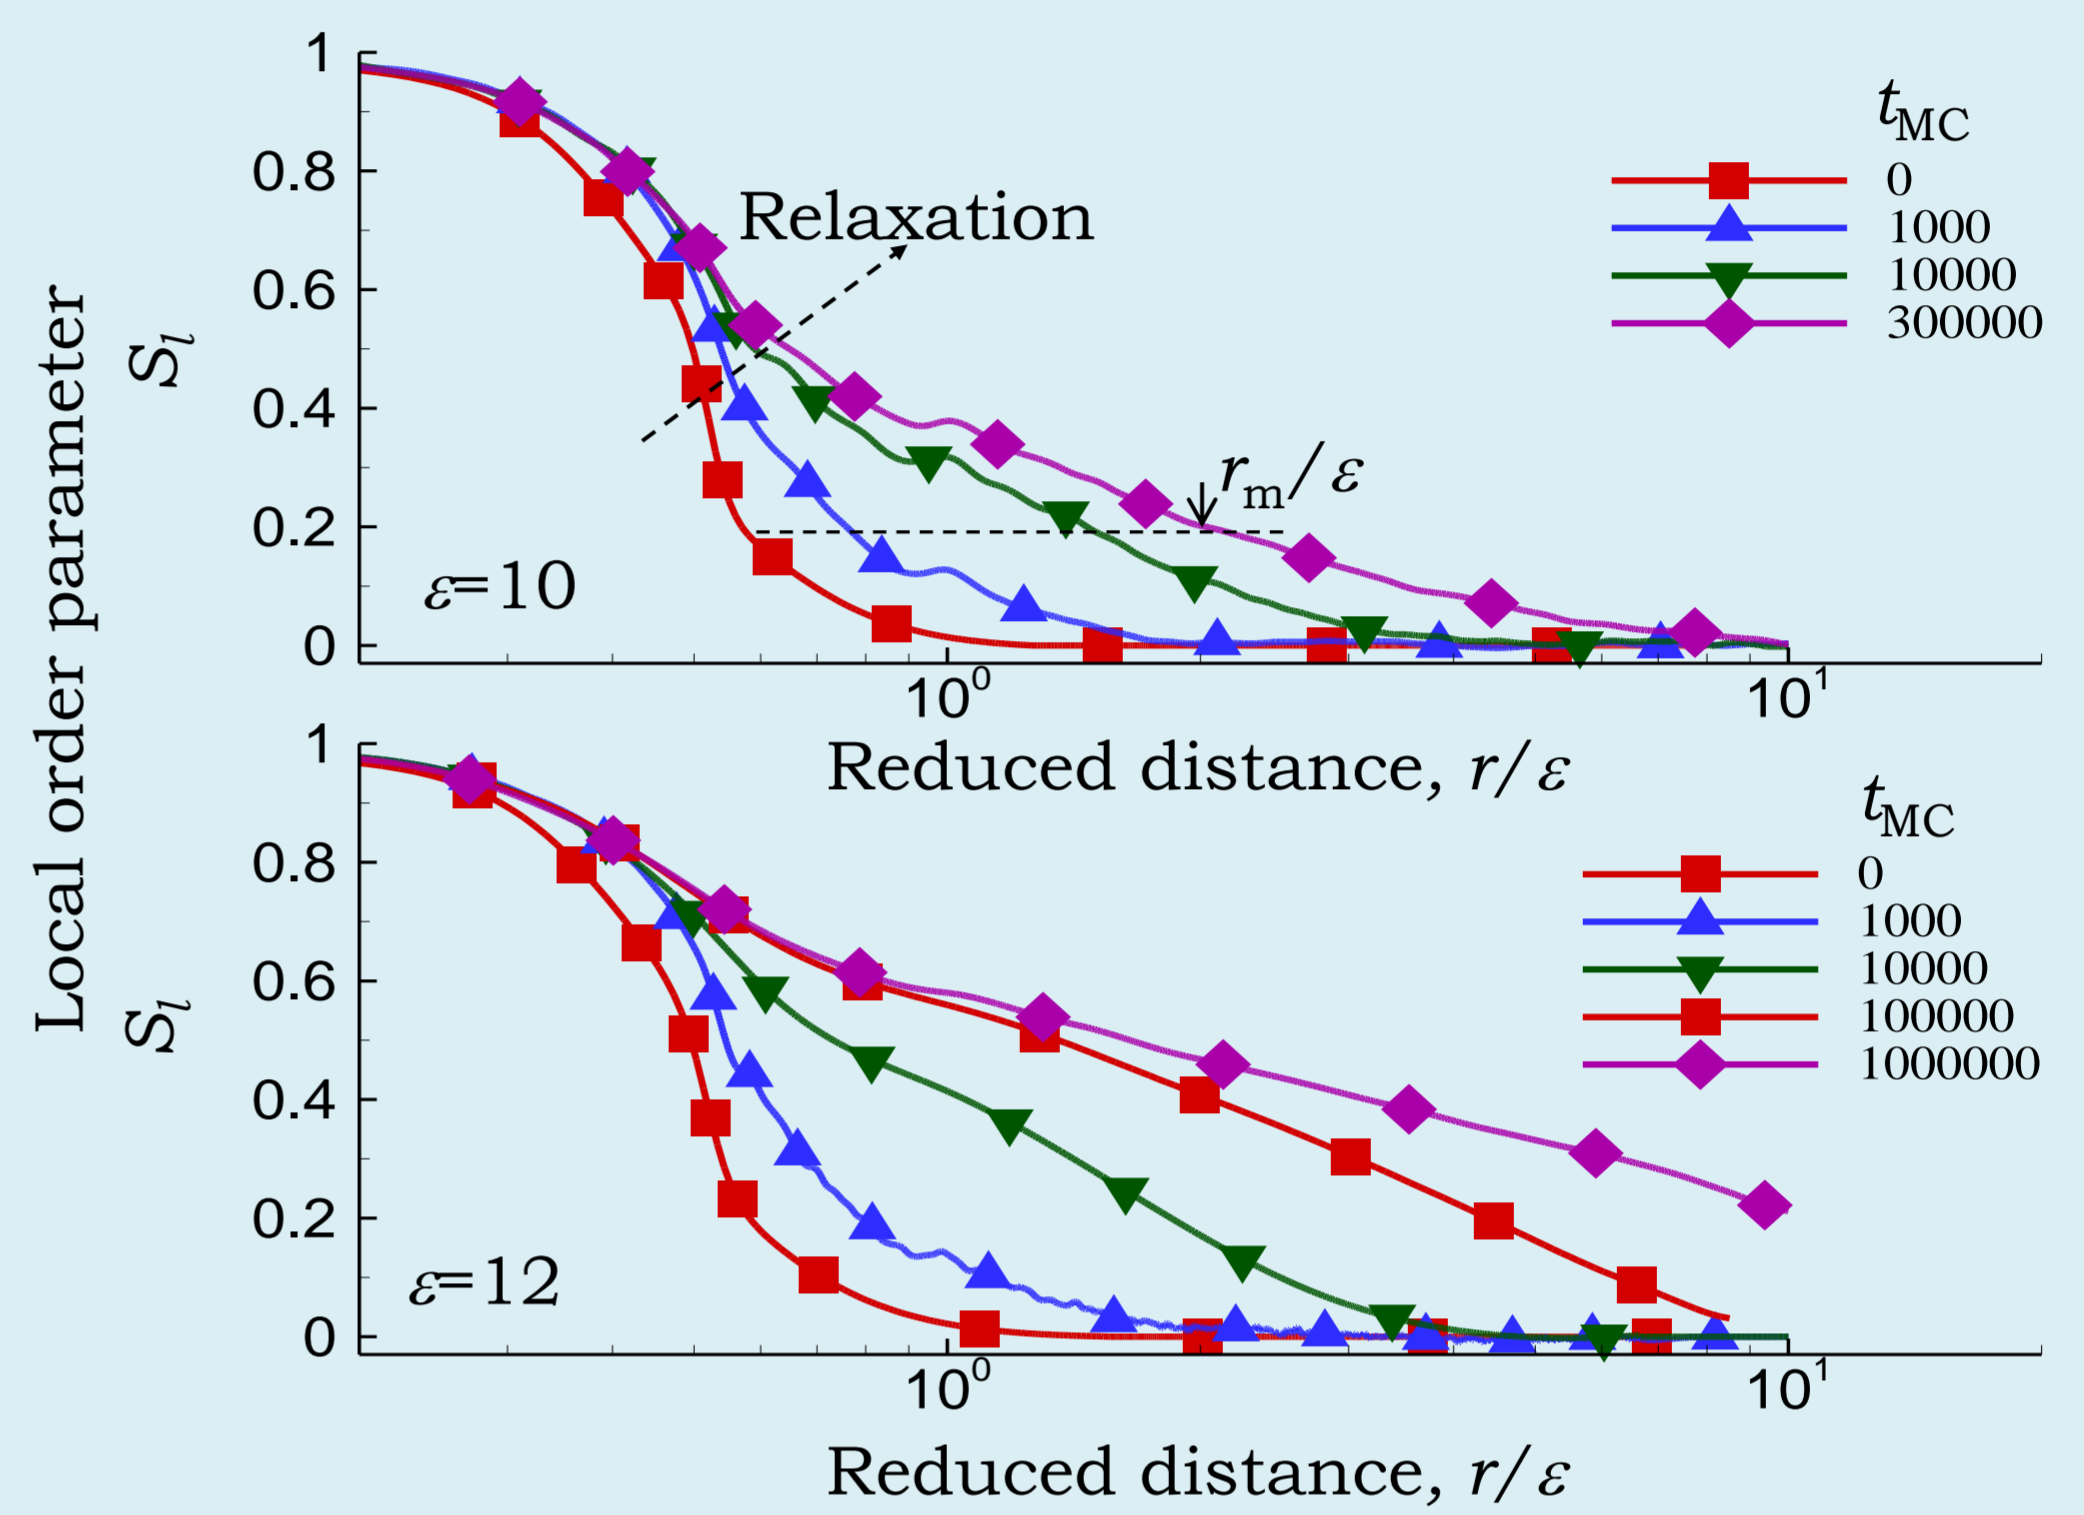 Local order parameter
S_l
1
0.8
0.6
0.4
0.2
0
Relaxation
r_m/ε
ε=10
t_MC
0
1000
10000
300000
10^0
10^1
Reduced distance, r/ε
S_l
1
0.8
0.6
0.4
0.2
0
ε=12
t_MC
0
1000
10000
100000
1000000
10^0
10^1
Reduced distance, r/ε